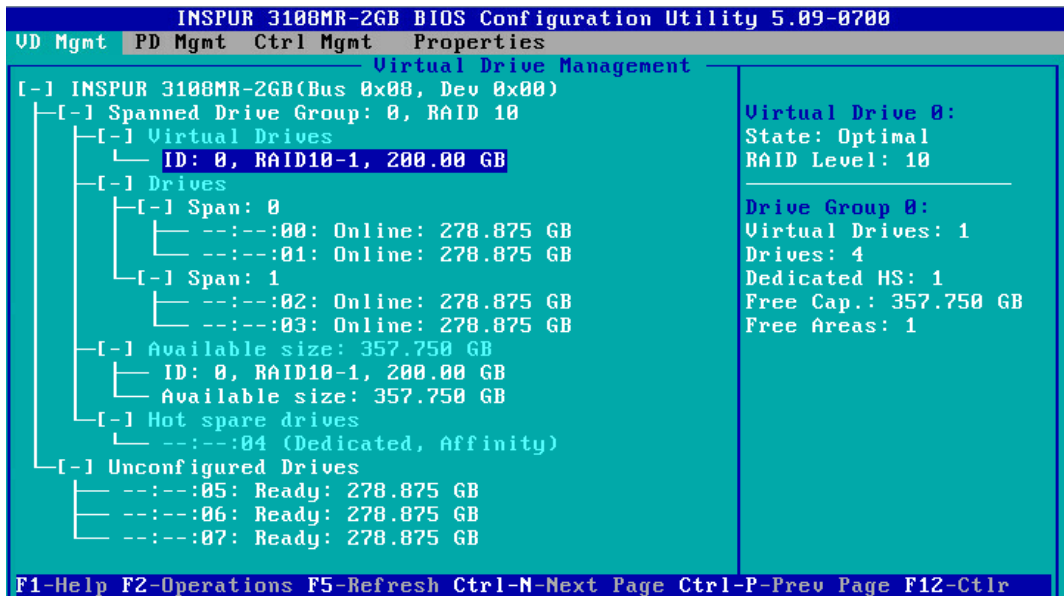 INSPUR 3108MR-2GB BIOS Configuration Utility 5.09-0700
VD Mgmt PD Mgmt Ctrl Mgmt Properties
Virtual Drive Management
[-] INSPUR 3108MR-2GB(Bus 0x08, Dev 0x00)
[-] Spanned Drive Group: 0, RAID 10
[-] Virtual Drives
ID: 0, RAID10-1, 200.00 GB
[-] Drives
[-] Span: 0
--:--:00: Online: 278.875 GB
--:--:01: Online: 278.875 GB
[-] Span: 1
--:--:02: Online: 278.875 GB
--:--:03: Online: 278.875 GB
[-] Available size: 357.750 GB
ID: 0, RAID10-1, 200.00 GB
Available size: 357.750 GB
[-] Hot spare drives
--:--:04 (Dedicated, Affinity)
[-] Unconfigured Drives
--:--:05: Ready: 278.875 GB
--:--:06: Ready: 278.875 GB
--:--:07: Ready: 278.875 GB
Virtual Drive 0:
State: Optimal
RAID Level: 10
Drive Group 0:
Virtual Drives: 1
Drives: 4
Dedicated HS: 1
Free Cap.: 357.750 GB
Free Areas: 1
F1-Help F2-Operations F5-Refresh Ctrl-N-Next Page Ctrl-P-Prev Page F12-Ctlr